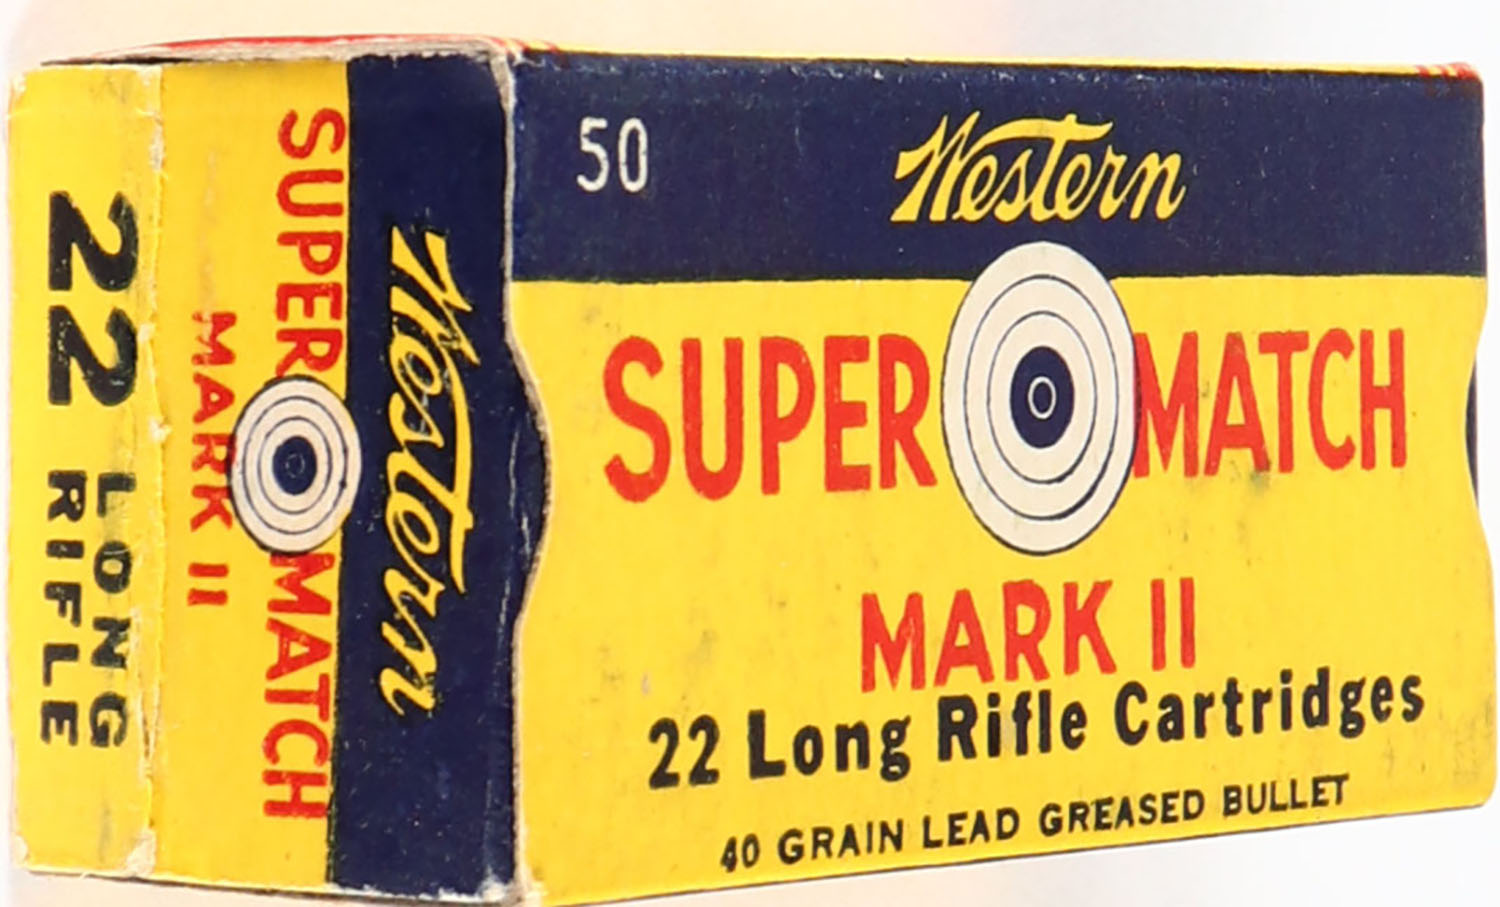 50
Western
SUPER MATCH
MARK II
22 Long Rifle Cartridges
40 GRAIN LEAD GREASED BULLET
Western
SUPER MATCH
MARK II
22 LONG
RIFLE